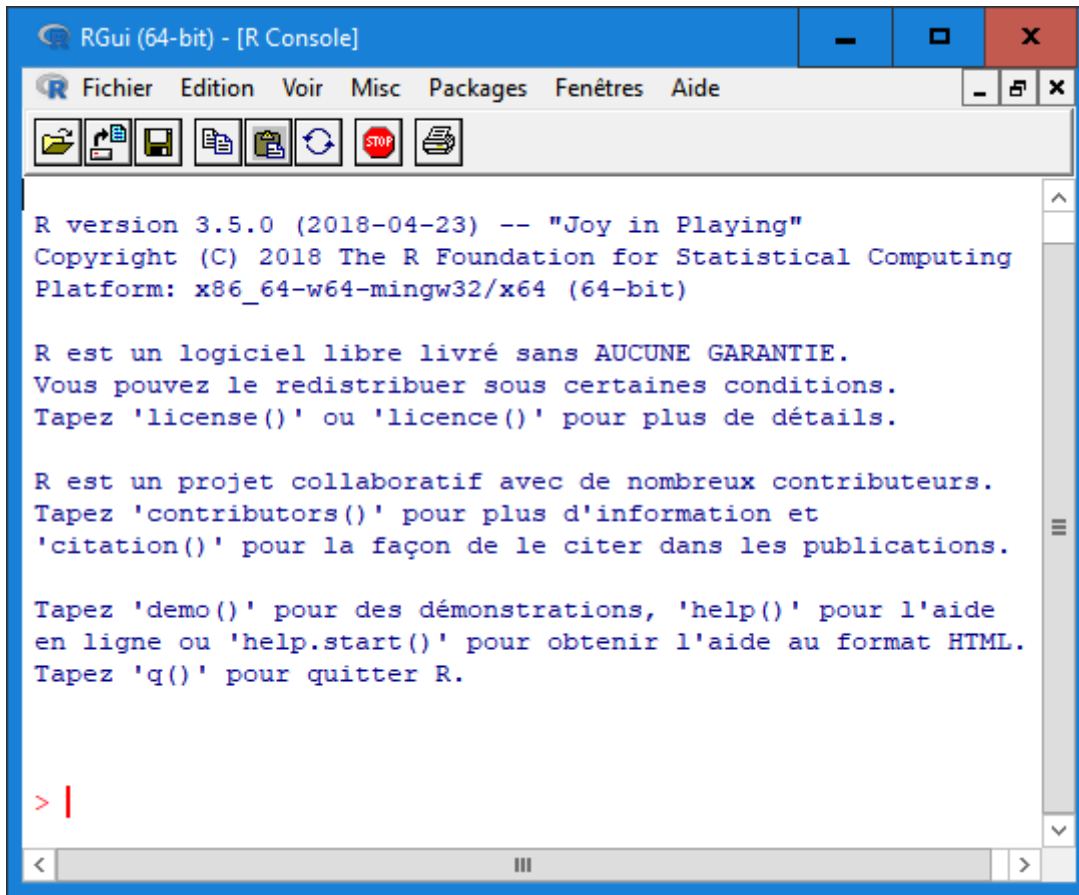 RGui (64-bit) - [R Console]
Fichier Edition Voir Misc Packages Fenêtres Aide
STOP
R version 3.5.0 (2018-04-23) -- "Joy in Playing"
Copyright (C) 2018 The R Foundation for Statistical Computing
Platform: x86_64-w64-mingw32/x64 (64-bit)
R est un logiciel libre livré sans AUCUNE GARANTIE.
Vous pouvez le redistribuer sous certaines conditions.
Tapez 'license()' ou 'licence()' pour plus de détails.
R est un projet collaboratif avec de nombreux contributeurs.
Tapez 'contributors()' pour plus d'information et
'citation()' pour la façon de le citer dans les publications.
Tapez 'demo()' pour des démonstrations, 'help()' pour l'aide
en ligne ou 'help.start()' pour obtenir l'aide au format HTML.
Tapez 'q()' pour quitter R.
>